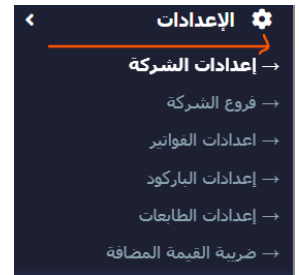 الإعدادات
→ إعدادات الشركة
→ فروع الشركة
→ اعدادات الفواتير
→ إعدادات الباركود
→ إعدادات الطابعات
→ ضريبة القيمة المضافة